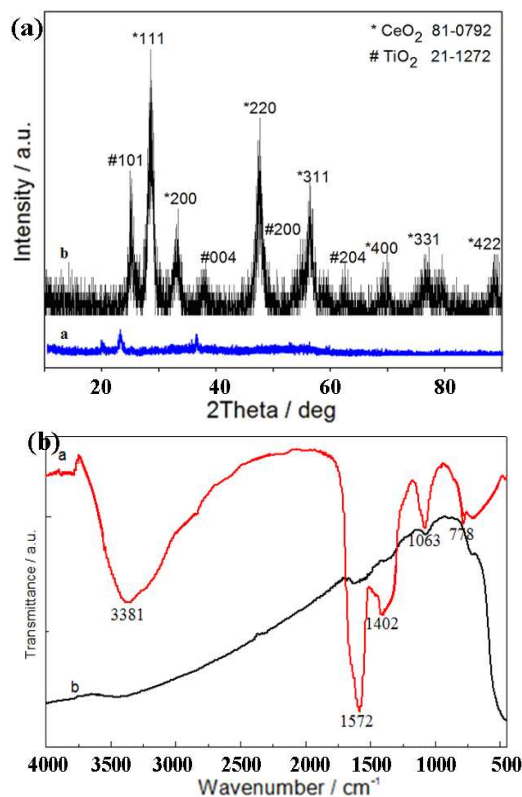 (a)
* CeO2 81-0792
# TiO2 21-1272
*111
*220
#101
*311
*200
#200
#004
#204
*400
*331
*422
b
a
Intensity / a.u.
20 40 60 80
2Theta / deg
(b)
a
3381
1572
1402
1063
778
b
Transmittance / a.u.
4000 3500 3000 2500 2000 1500 1000 500
Wavenumber / cm-1